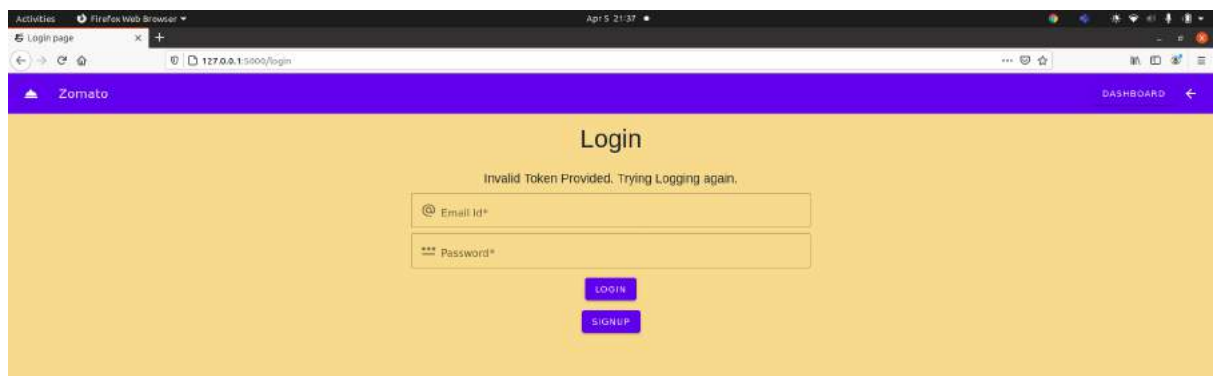 Activities Firefox Web Browser Apr 5 21:37
Login page
127.0.0.1:5000/login
Zomato DASHBOARD
Login
Invalid Token Provided. Trying Logging again.
@ Email Id*
*** Password*
LOGIN
SIGNUP